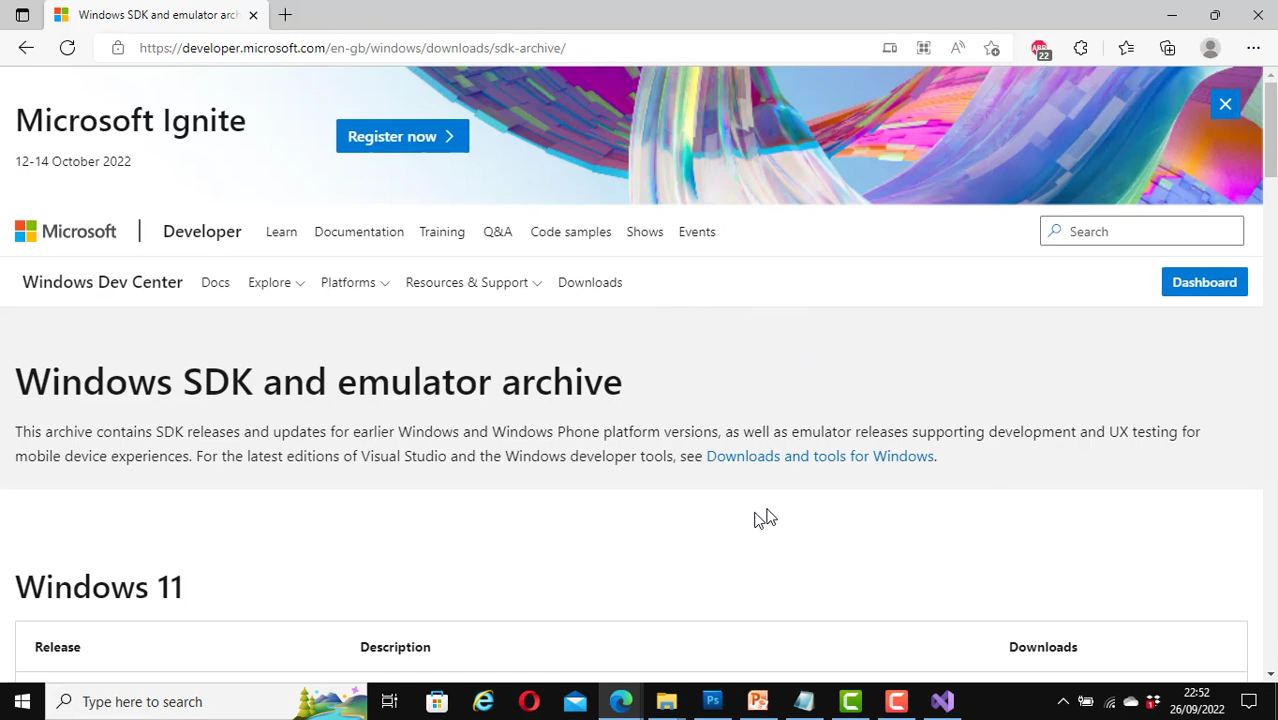 Windows SDK and emulator arch
https://developer.microsoft.com/en-gb/windows/downloads/sdk-archive/
ABP
22
Microsoft Ignite
12-14 October 2022
Register now
Microsoft
Developer
Learn
Documentation
Training
Q&A
Code samples
Shows
Events
Search
Windows Dev Center
Docs
Explore
Platforms
Resources & Support
Downloads
Dashboard
Windows SDK and emulator archive
This archive contains SDK releases and updates for earlier Windows and Windows Phone platform versions, as well as emulator releases supporting development and UX testing for
mobile device experiences. For the latest editions of Visual Studio and the Windows developer tools, see Downloads and tools for Windows.
Windows 11
Release
Description
Downloads
Type here to search
Ps
22:52
26/09/2022